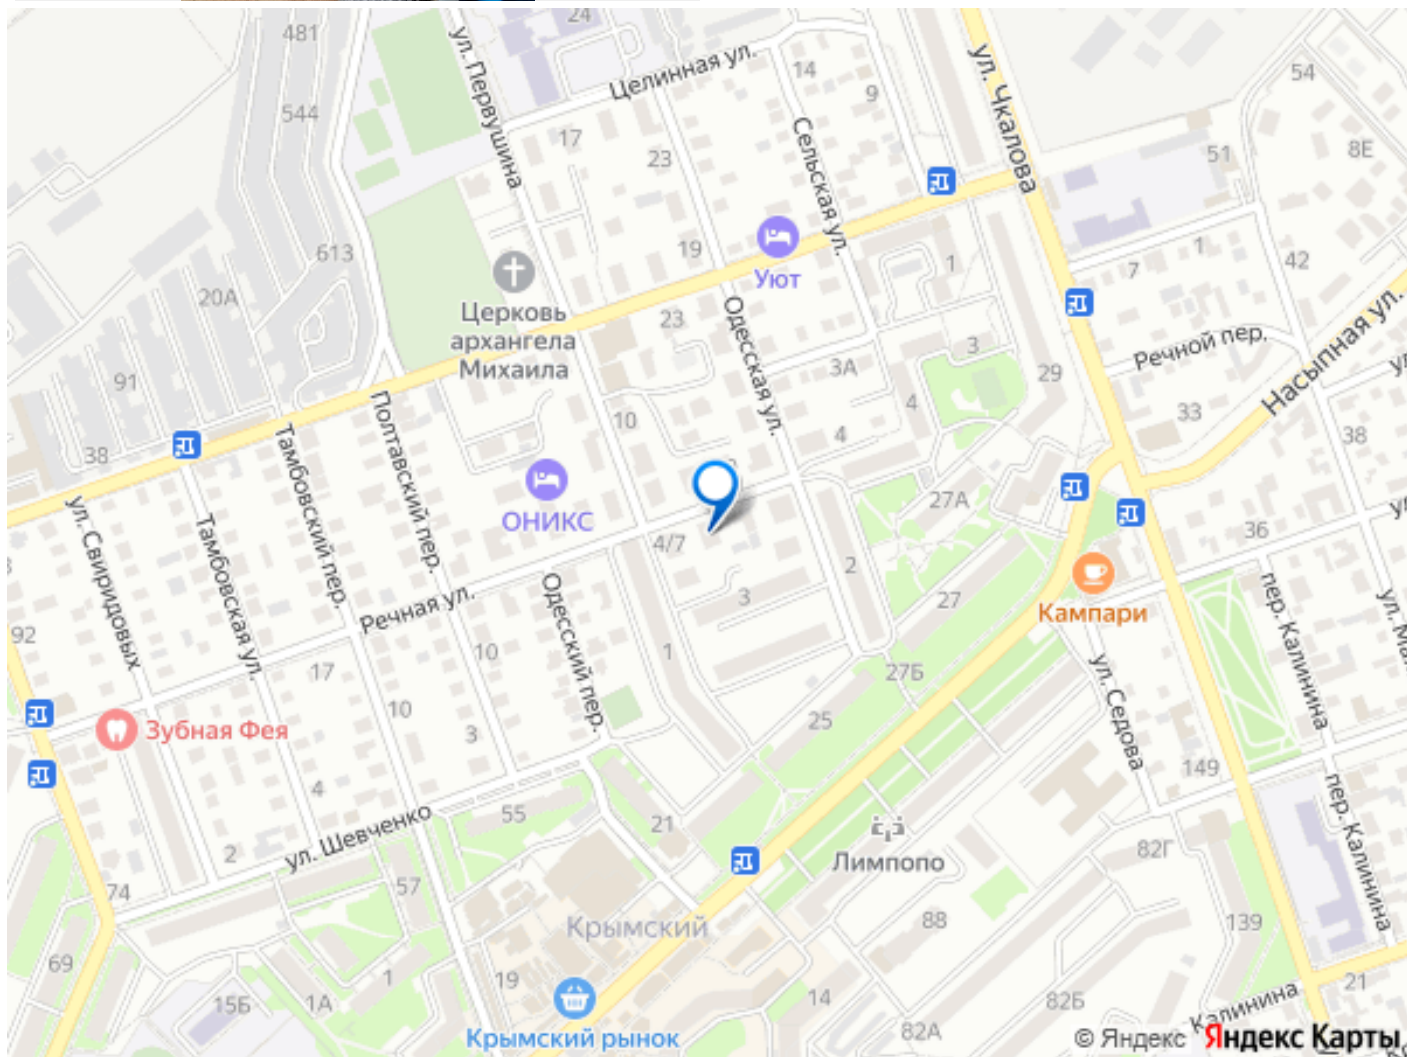 481
24
ул. Первушина
14
Целинная ул.
9
ул. Чкалова
54
544
17
23
Сельская ул.
51
8Е
613
19
1
7
1
42
20А
Уют
Церковь
архангела
Михаила
23
Одесская ул.
3А
3
29
Речной пер.
Насыпная ул.
91
33
10
4
4
38
38
Полтавский пер.
Тамбовский пер.
ул. Свиридовых
Тамбовская ул.
ОНИКС
27А
36
4/7
2
Кампари
пер. Калинина
Речная ул.
Одесский пер.
3
27
92
17
10
1
27Б
ул. Седова
10
3
25
Зубная Фея
149
4
55
21
ул. Шевченко
Лимпопо
82Г
пер. Калинина
2
57
74
88
139
Крымский
69
19
1
14
82Б
21
15Б
1А
82А
Калинина
Крымский рынок
© Яндекс Яндекс Карты